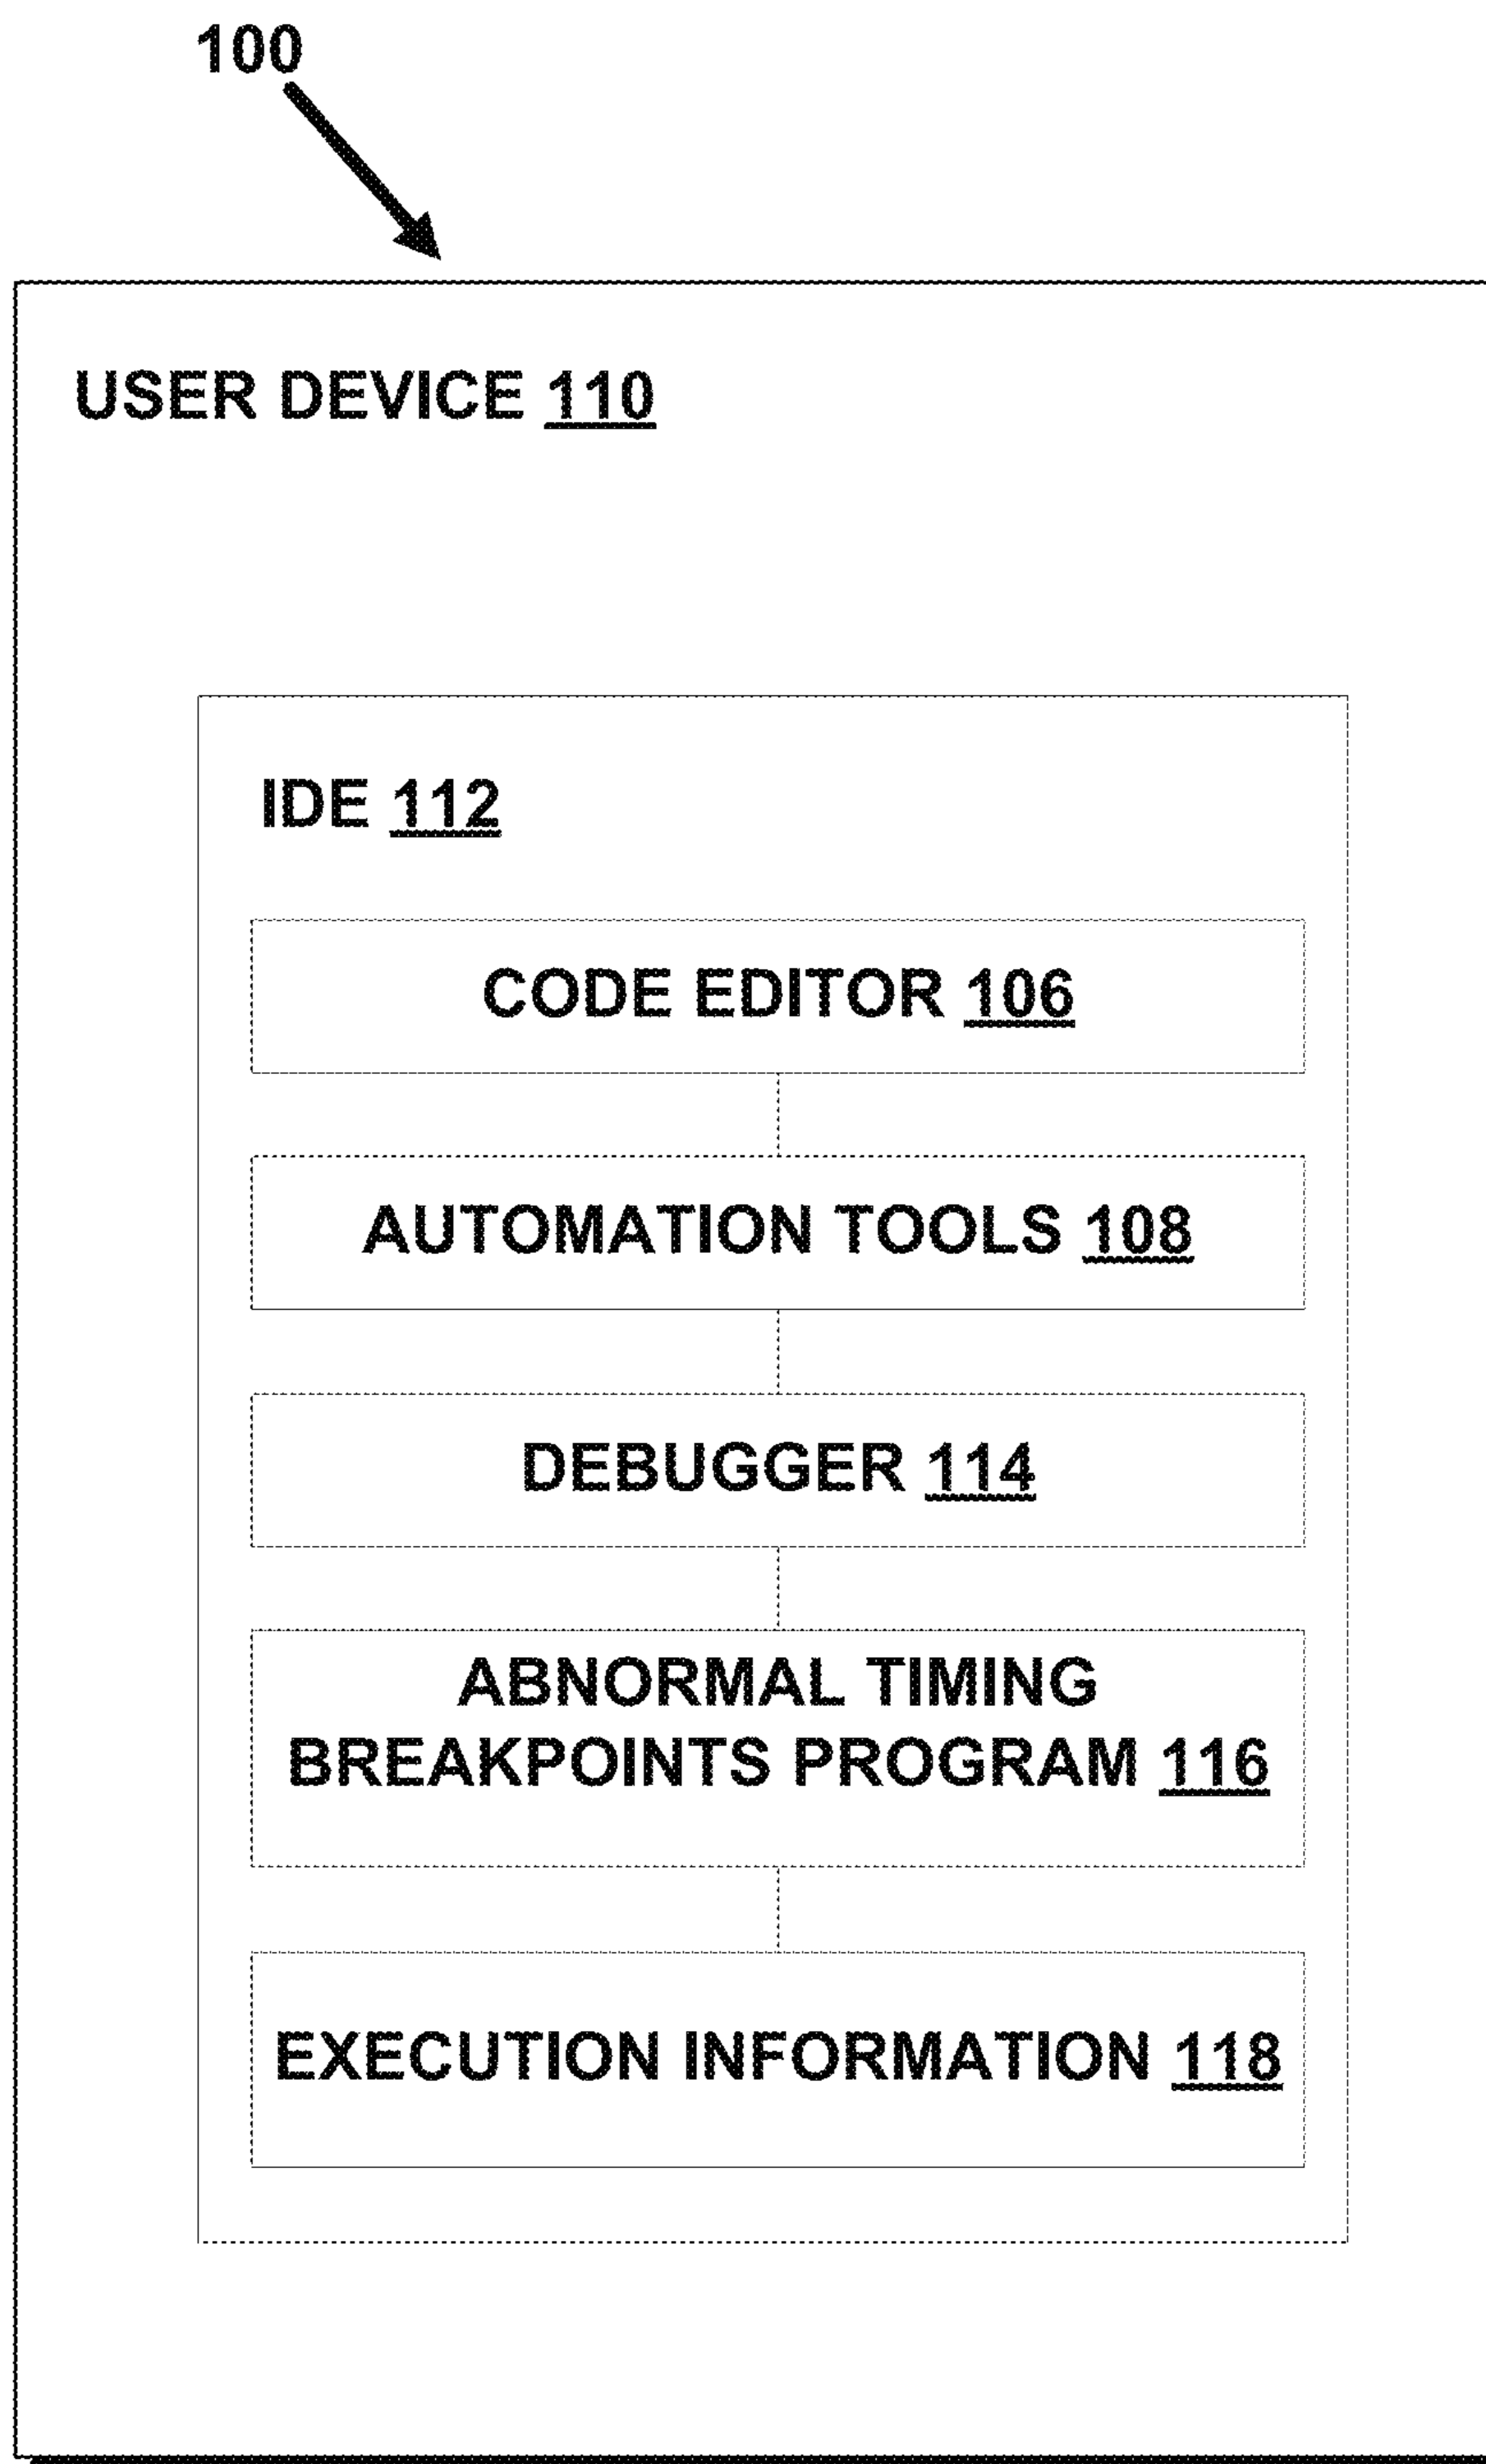 100
USER DEVICE 110
IDE 112
CODE EDITOR 106
AUTOMATION TOOLS 108
DEBUGGER 114
ABNORMAL TIMING
BREAKPOINTS PROGRAM 116
EXECUTION INFORMATION 118